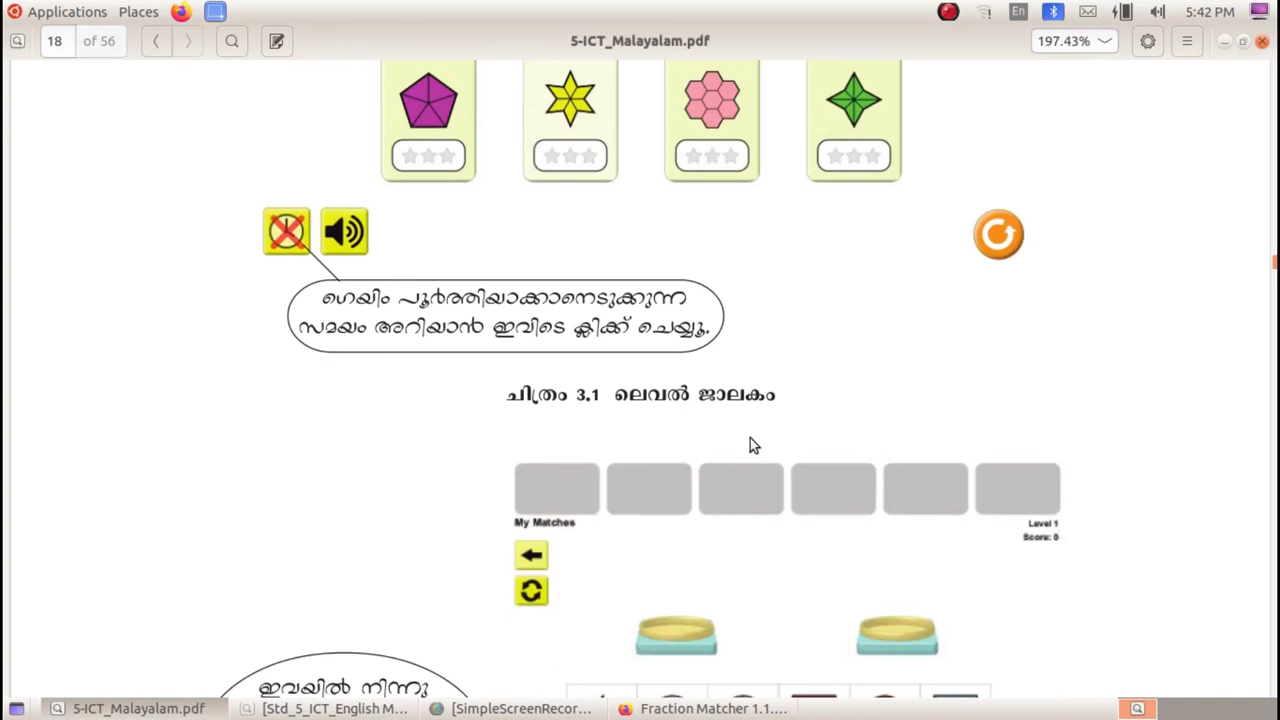 Applications Places En 5:42 PM
18 of 56 5-ICT_Malayalam.pdf 197.43%
ഗെയിം പൂർത്തിയാക്കാനെടുക്കുന്ന
സമയം അറിയാൻ ഇവിടെ ക്ലിക്ക് ചെയ്യൂ.
ചിത്രം 3.1 ലെവൽ ജാലകം
My Matches
Level 1
Score: 0
ഇവയിൽ നിന്നു
5-ICT_Malayalam.pdf [Std_5_ICT_English M... [SimpleScreenRecor... Fraction Matcher 1.1....